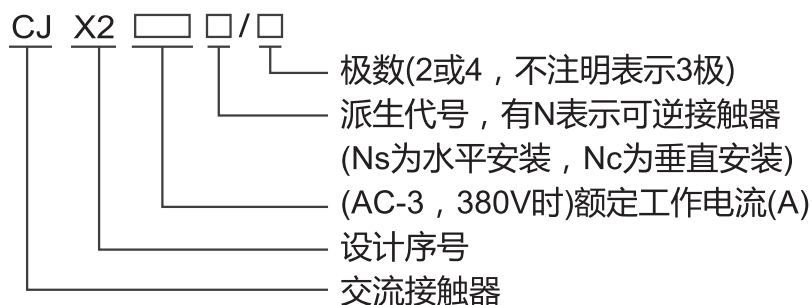 CJ X2 □ □/□
极数(2或4，不注明表示3极)
派生代号，有N表示可逆接触器
(Ns为水平安装，Nc为垂直安装)
(AC-3，380V时)额定工作电流(A)
设计序号
交流接触器